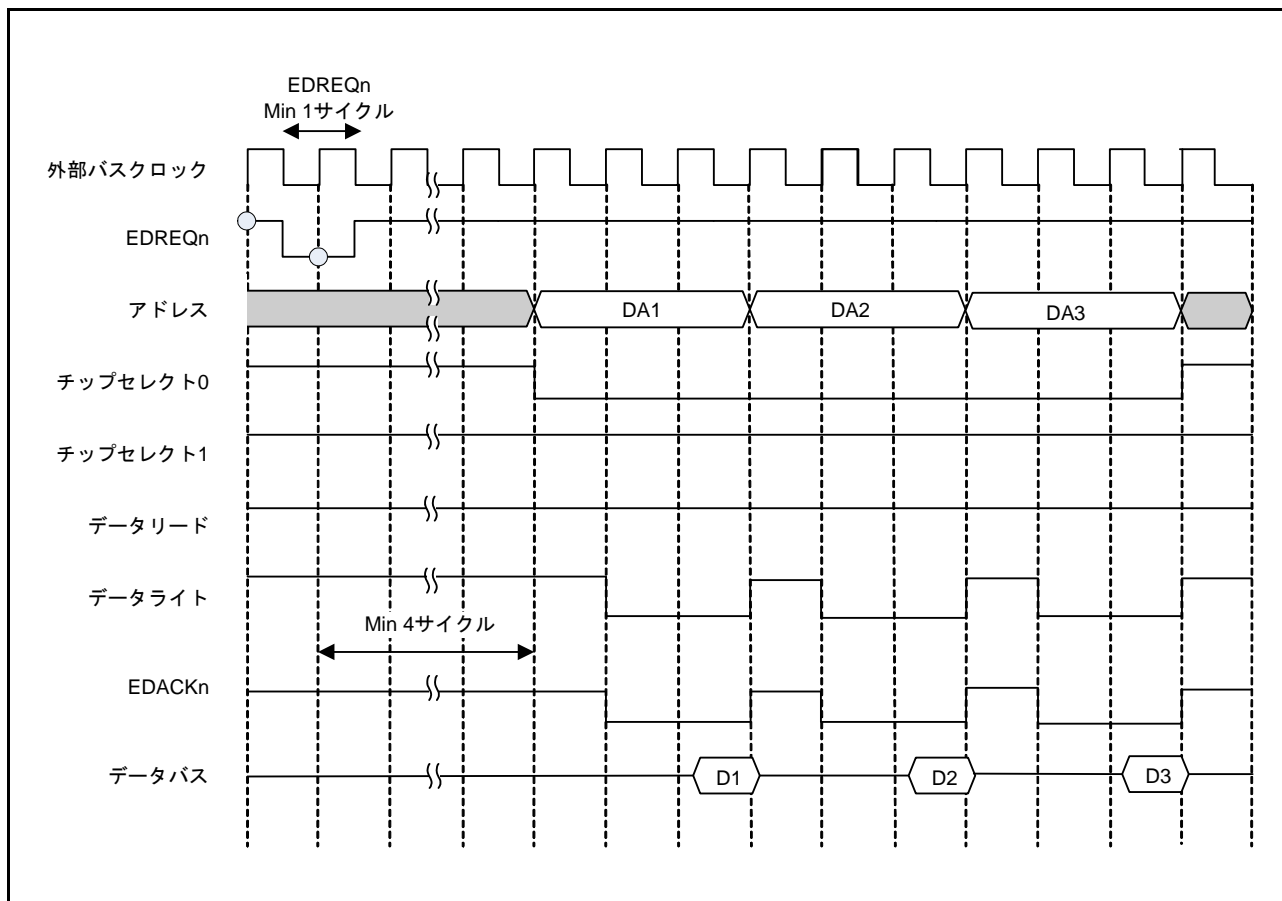 EDREQn
Min 1サイクル
外部バスクロック
EDREQn
アドレス
DA1
DA2
DA3
チップセレクト0
チップセレクト1
データリード
データライト
Min 4サイクル
EDACKn
データバス
D1
D2
D3